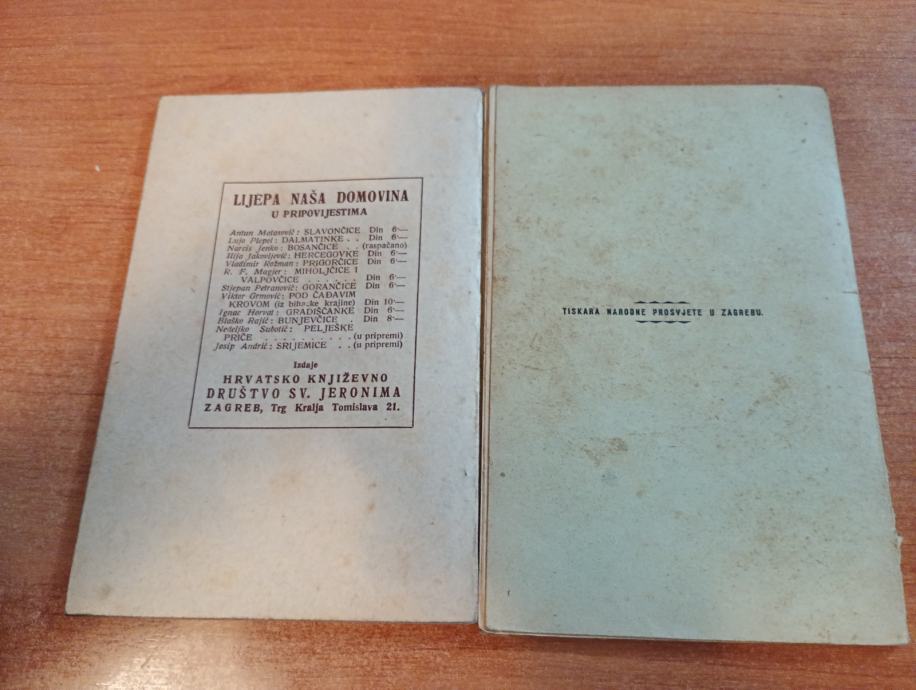 LIJEPA NAŠA DOMOVINA
U PRIPOVIJESTIMA
Antun Matasović: SLAVONČICE Din 6·—
Lujo Plepel: DALMATINKE . . Din 6·—
Narcis Jenko: BOSANČICE . . (raspačano)
Ilija Jakovljević: HERCEGOVKE Din 6·—
Vladimir Rožman: PRIGORČICE Din 6·—
R. F. Magjer: MIHOLJČICE I
VALPOVČICE . . . . . . Din 6·—
Stjepan Petranović: GORANČICE Din 6·—
Viktor Grmović: POD ČAĐAVIM
KROVOM (iz bihaćke krajine) Din 10·—
Ignac Horvat: GRADIŠČANKE Din 6·—
Blaško Rajić: BUNJEVČICE . Din 8·—
Nedeljko Subotić: PELJEŠKE
PRIČE . . . . . . . . . . (u pripremi)
Josip Andrić: SRIJEMICE . . (u pripremi)
Izdaje
HRVATSKO KNJIŽEVNO
DRUŠTVO SV. JERONIMA
ZAGREB, Trg Kralja Tomislava 21.
TISKARA NARODNE PROSVJETE U ZAGREBU.